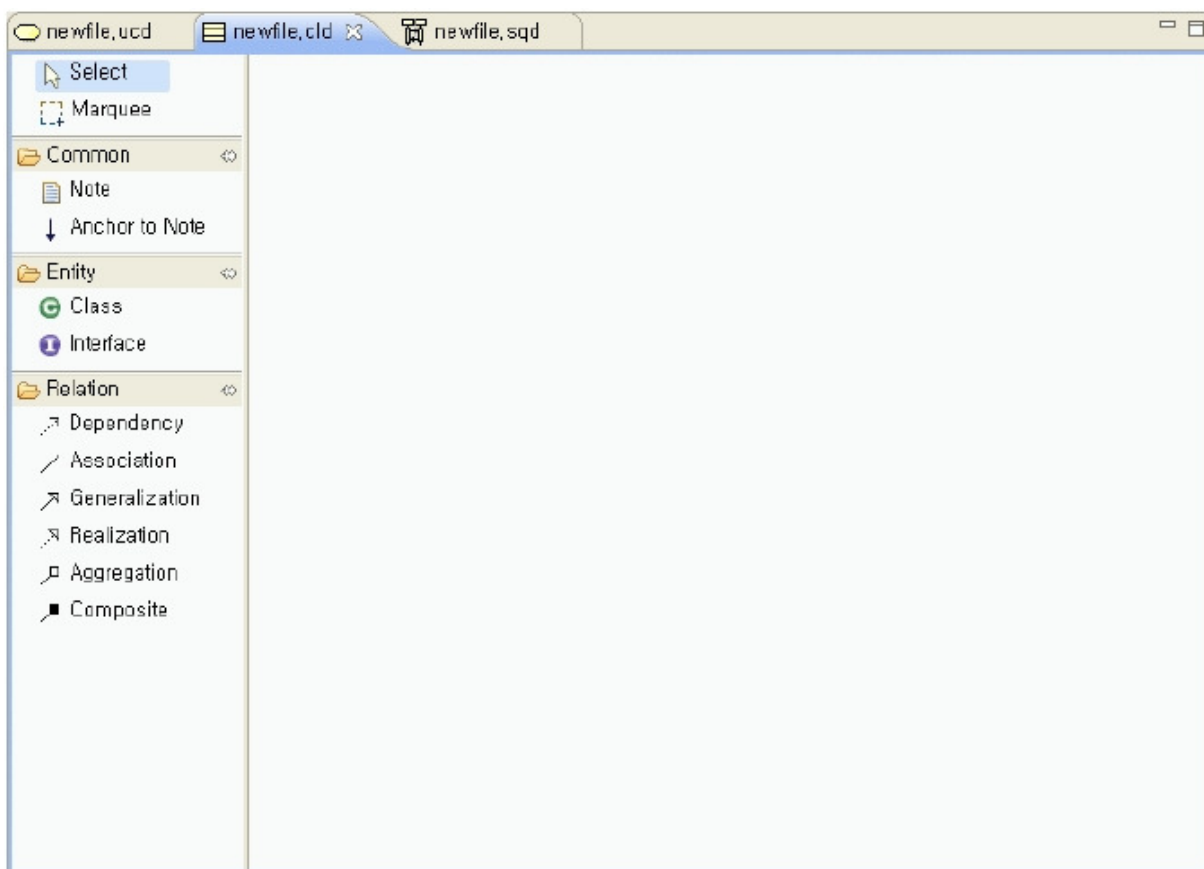 newfile.ucd newfile.cld newfile.sqd
Select
Marquee
Common
Note
Anchor to Note
Entity
Class
Interface
Relation
Dependency
Association
Generalization
Realization
Aggregation
Composite